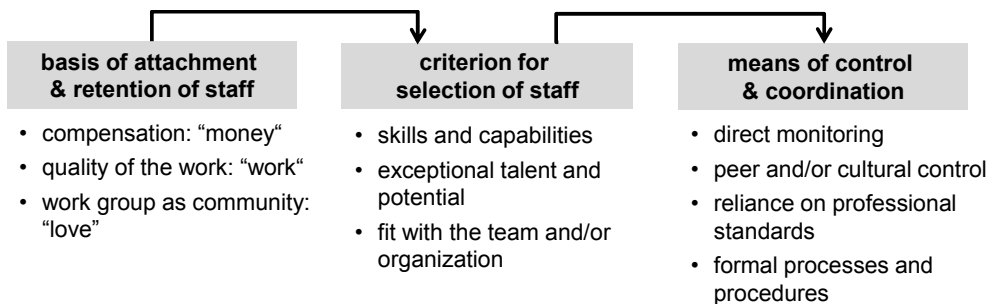 basis of attachment
& retention of staff
• compensation: “money“
• quality of the work: “work“
• work group as community:
“love”
criterion for
selection of staff
• skills and capabilities
• exceptional talent and
potential
• fit with the team and/or
organization
means of control
& coordination
• direct monitoring
• peer and/or cultural control
• reliance on professional
standards
• formal processes and
procedures